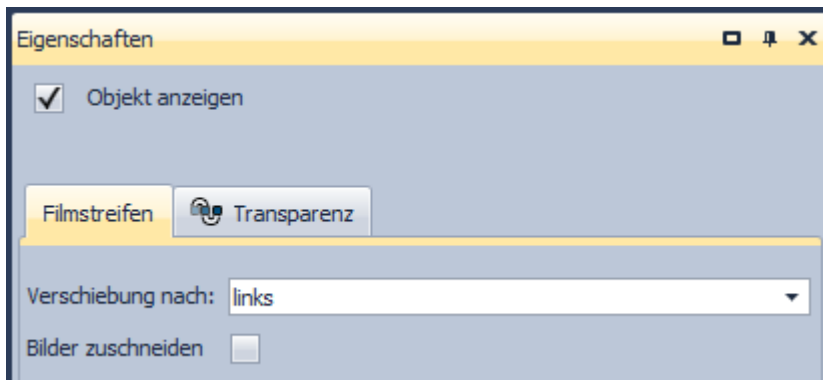 Eigenschaften
Objekt anzeigen
Filmstreifen Transparenz
Verschiebung nach: links
Bilder zuschneiden